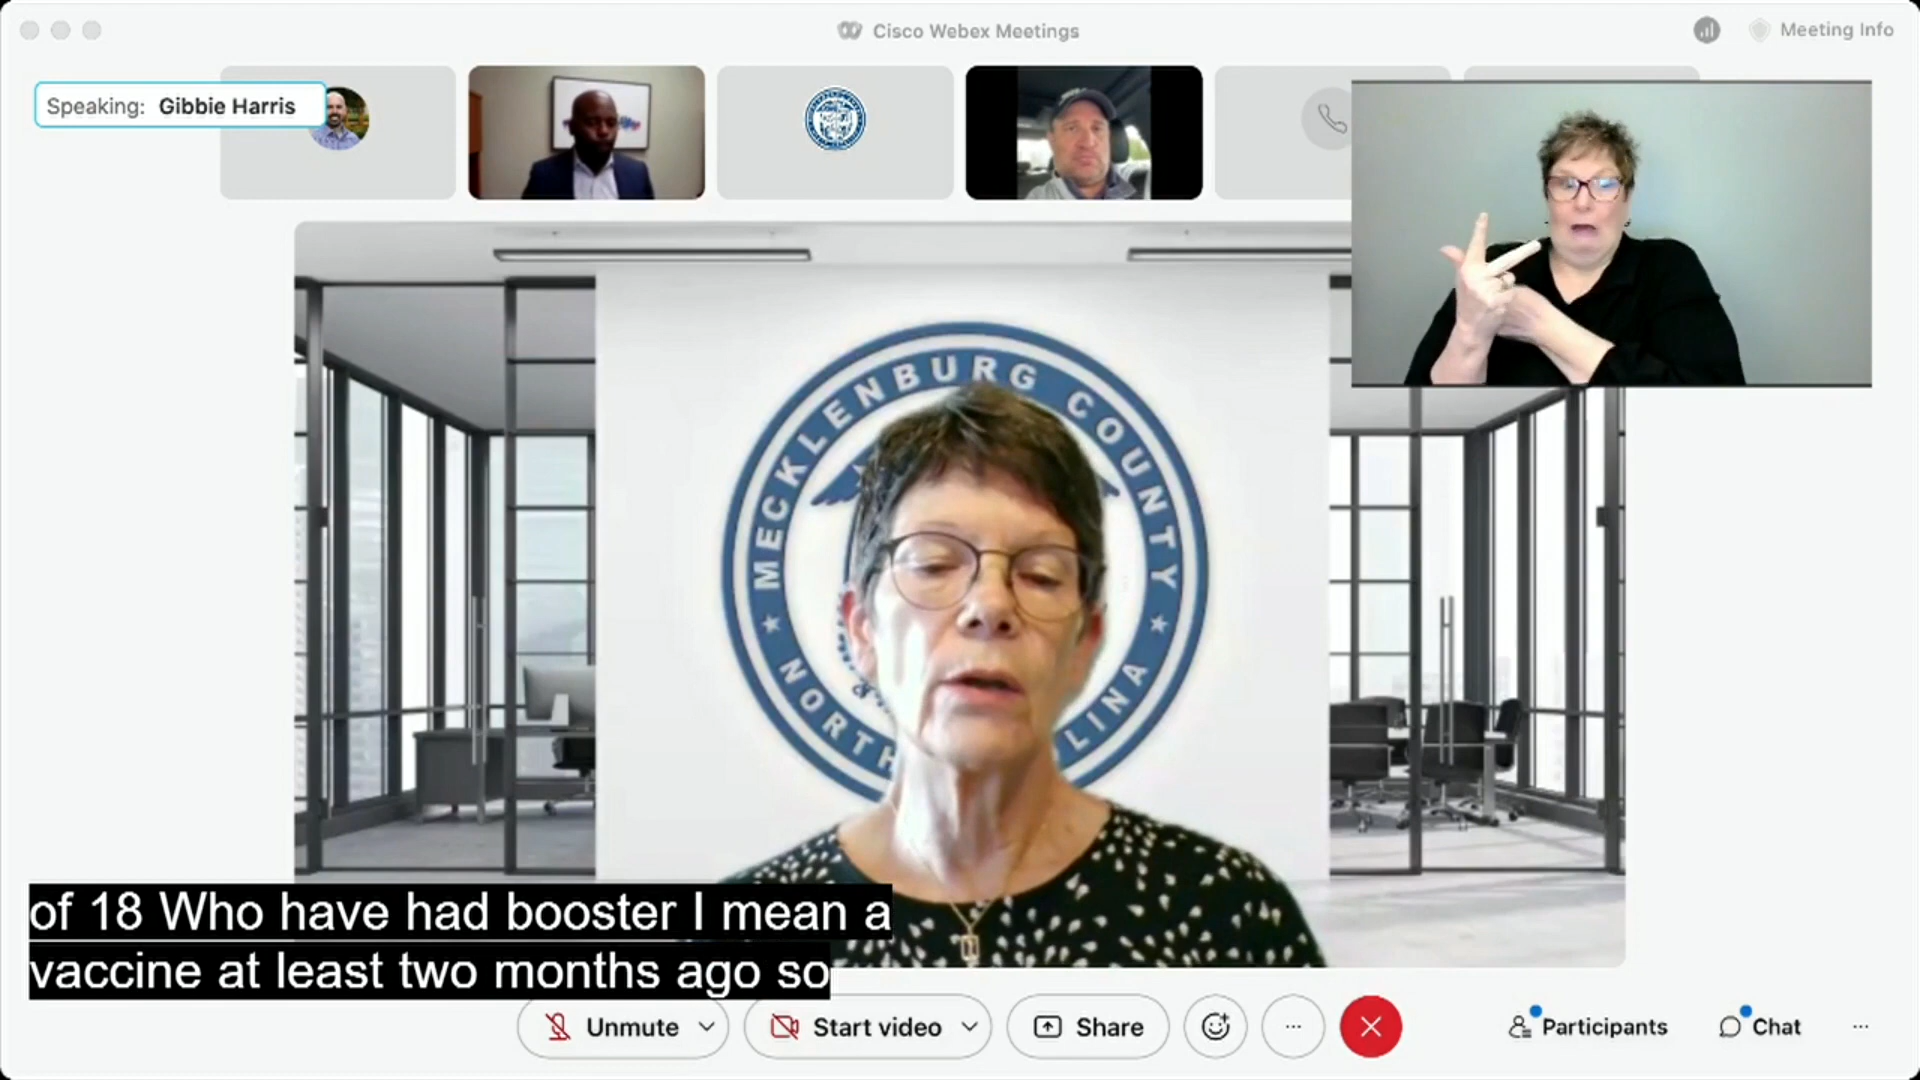 Cisco Webex Meetings
Meeting Info
Speaking: Gibbie Harris
MECKLENBURG COUNTY
NORTH LINA
of 18 Who have had booster I mean a
vaccine at least two months ago so
Unmute
Start video
Share
Participants
Chat